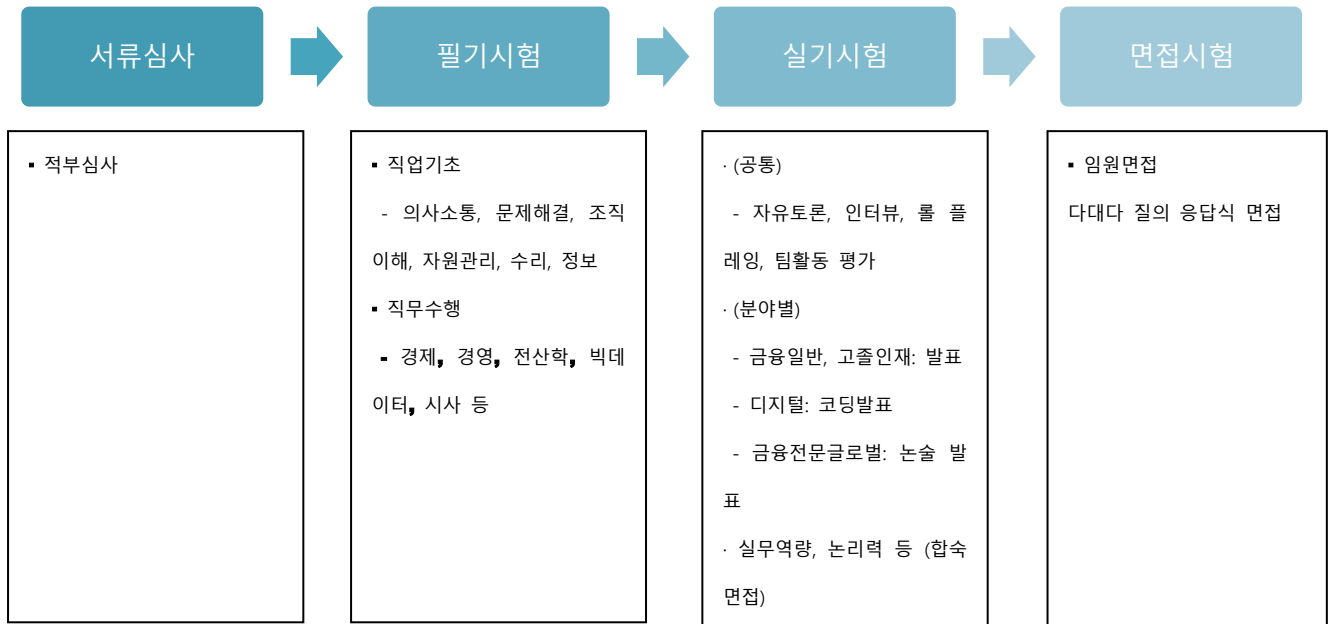 서류심사
필기시험
실기시험
면접시험
▪ 적부심사
▪ 직업기초
- 의사소통, 문제해결, 조직
이해, 자원관리, 수리, 정보
▪ 직무수행
- 경제, 경영, 전산학, 빅데
이터, 시사 등
· (공통)
- 자유토론, 인터뷰, 롤 플
레잉, 팀활동 평가
· (분야별)
- 금융일반, 고졸인재: 발표
- 디지털: 코딩발표
- 금융전문글로벌: 논술 발
표
· 실무역량, 논리력 등 (합숙
면접)
▪ 임원면접
다대다 질의 응답식 면접